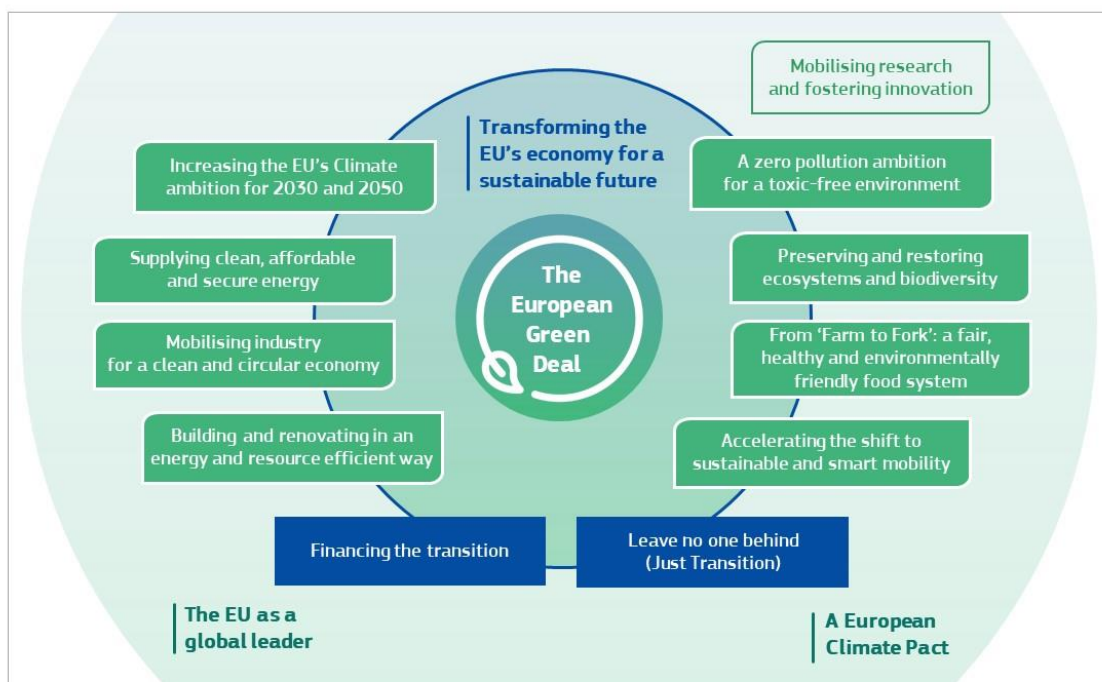 Mobilising research
and fostering innovation
Transforming the
EU's economy for a
sustainable future
Increasing the EU's Climate
ambition for 2030 and 2050
A zero pollution ambition
for a toxic-free environment
Supplying clean, affordable
and secure energy
Preserving and restoring
ecosystems and biodiversity
The
European
Green
Deal
Mobilising industry
for a clean and circular economy
From ‘Farm to Fork’: a fair,
healthy and environmentally
friendly food system
Building and renovating in an
energy and resource efficient way
Accelerating the shift to
sustainable and smart mobility
Financing the transition
Leave no one behind
(Just Transition)
The EU as a
global leader
A European
Climate Pact